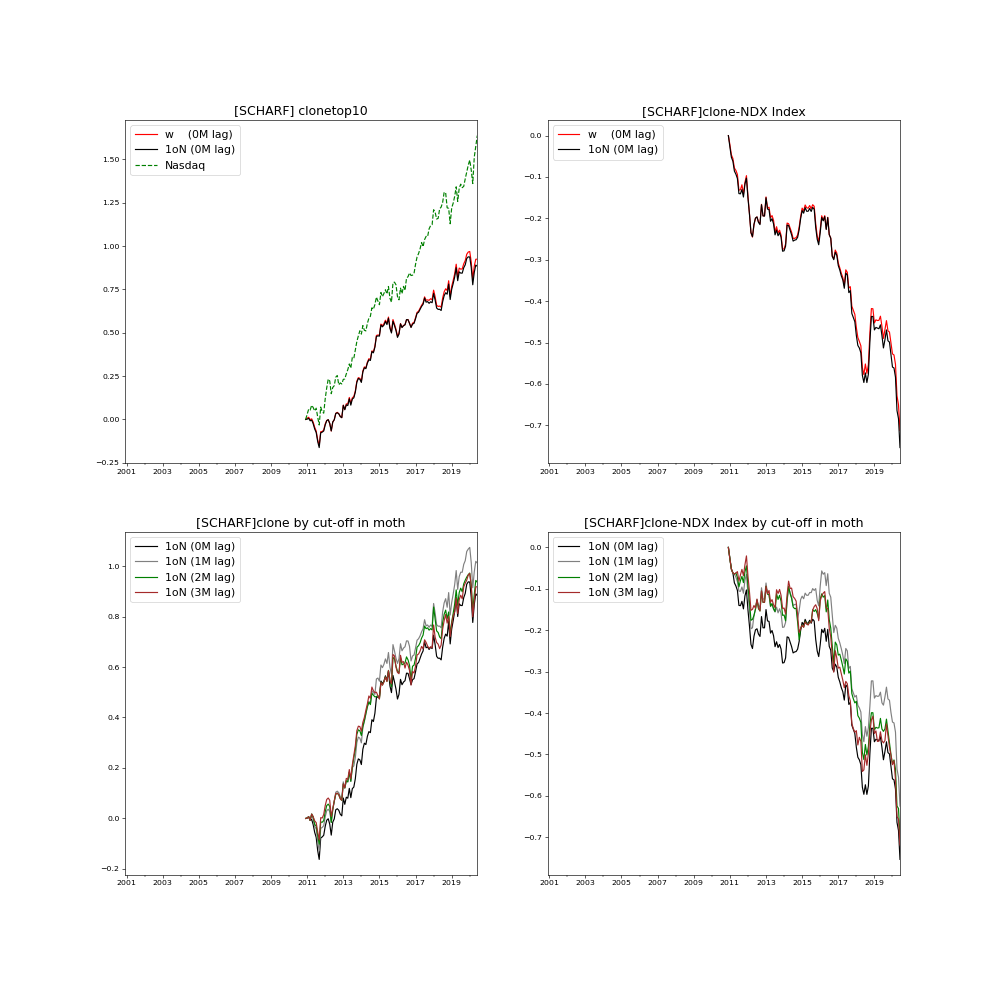 [SCHARF] clonetop10
w    (0M lag)
1oN (0M lag)
Nasdaq
1.50
1.25
1.00
0.75
0.50
0.25
0.00
−0.25
2001 2003 2005 2007 2009 2011 2013 2015 2017 2019
[SCHARF]clone-NDX Index
w    (0M lag)
1oN (0M lag)
0.0
−0.1
−0.2
−0.3
−0.4
−0.5
−0.6
−0.7
2001 2003 2005 2007 2009 2011 2013 2015 2017 2019
[SCHARF]clone by cut-off in moth
1oN (0M lag)
1oN (1M lag)
1oN (2M lag)
1oN (3M lag)
1.0
0.8
0.6
0.4
0.2
0.0
−0.2
2001 2003 2005 2007 2009 2011 2013 2015 2017 2019
[SCHARF]clone-NDX Index by cut-off in moth
1oN (0M lag)
1oN (1M lag)
1oN (2M lag)
1oN (3M lag)
0.0
−0.1
−0.2
−0.3
−0.4
−0.5
−0.6
−0.7
2001 2003 2005 2007 2009 2011 2013 2015 2017 2019